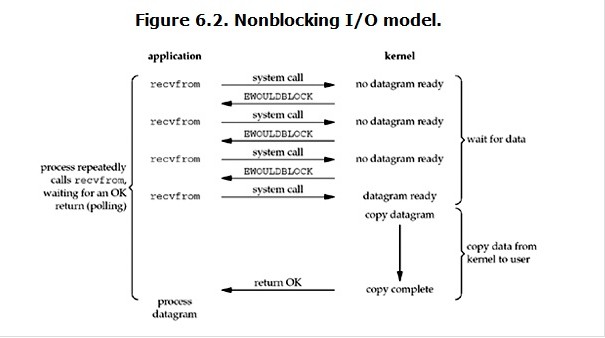 Figure 6.2. Nonblocking I/O model.
application
kernel
recvfrom
system call
no datagram ready
EWOULDBLOCK
recvfrom
system call
no datagram ready
EWOULDBLOCK
recvfrom
system call
no datagram ready
EWOULDBLOCK
recvfrom
system call
datagram ready
copy datagram
process repeatedly
calls recvfrom,
waiting for an OK
return (polling)
wait for data
copy data from
kernel to user
return OK
copy complete
process
datagram